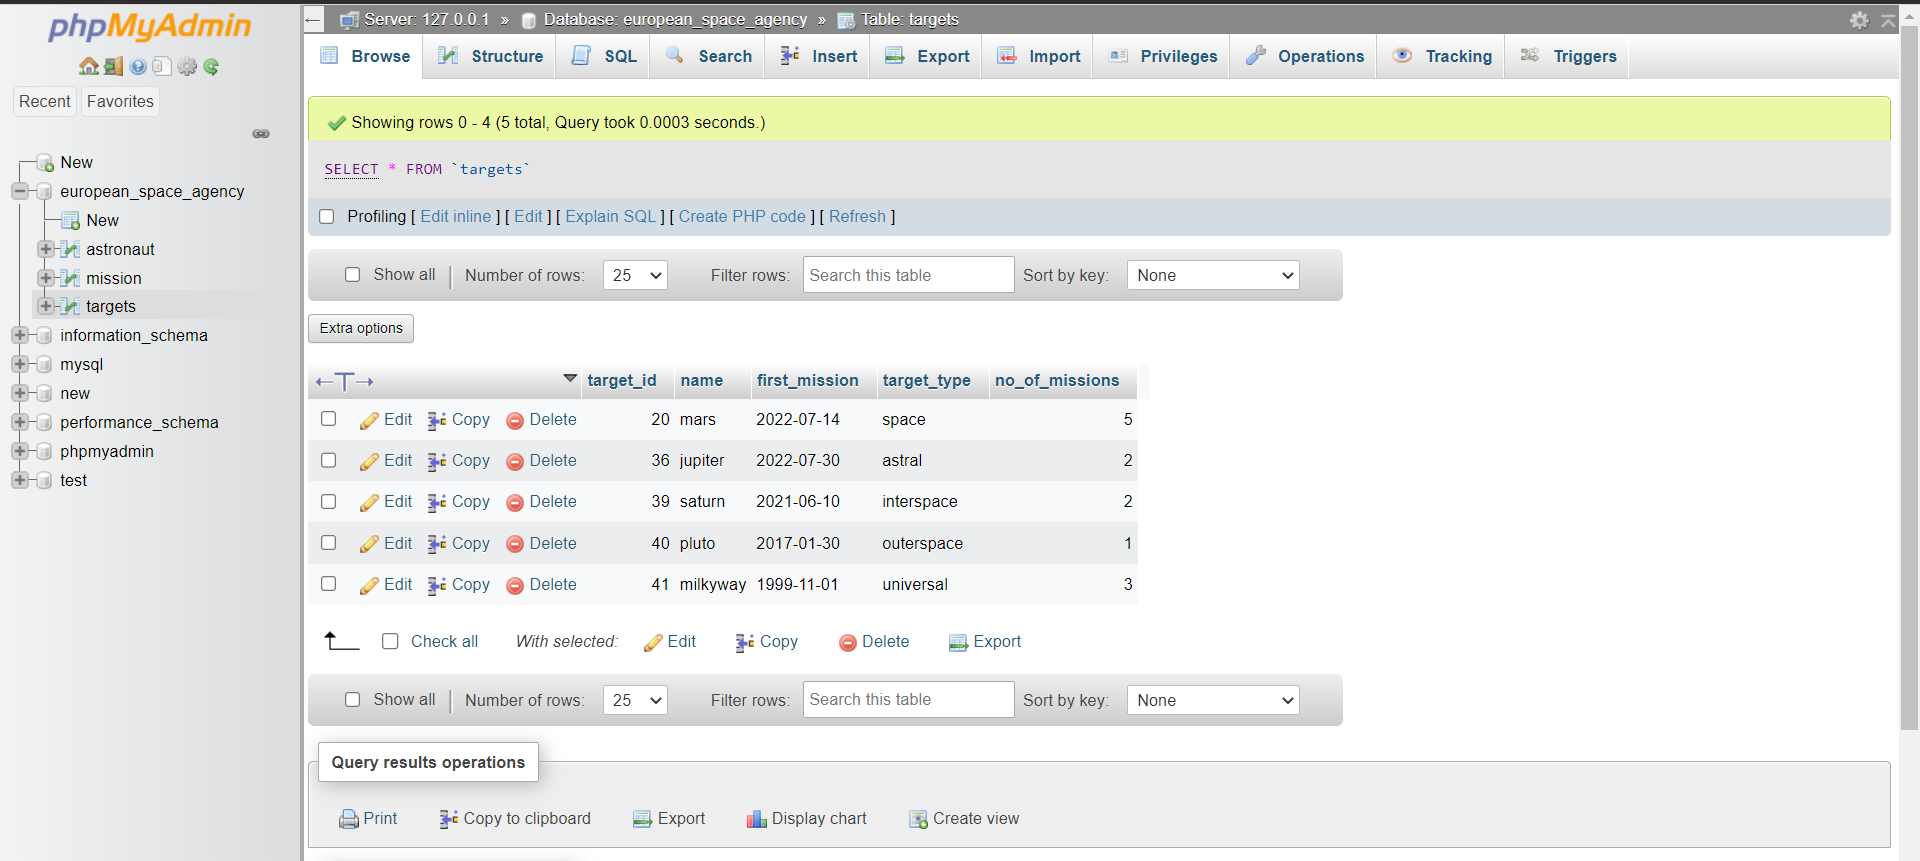 phpMyAdmin
Recent Favorites
New
european_space_agency
New
astronaut
mission
targets
information_schema
mysql
new
performance_schema
phpmyadmin
test
Server: 127.0.0.1 » Database: european_space_agency » Table: targets
Browse Structure SQL Search Insert Export Import Privileges Operations Tracking Triggers
Showing rows 0 - 4 (5 total, Query took 0.0003 seconds.)
SELECT * FROM `targets`
Profiling [ Edit inline ] [ Edit ] [ Explain SQL ] [ Create PHP code ] [ Refresh ]
Show all Number of rows: 25 Filter rows: Search this table Sort by key: None
Extra options
target_id name first_mission target_type no_of_missions
Edit Copy Delete 20 mars 2022-07-14 space 5
Edit Copy Delete 36 jupiter 2022-07-30 astral 2
Edit Copy Delete 39 saturn 2021-06-10 interspace 2
Edit Copy Delete 40 pluto 2017-01-30 outerspace 1
Edit Copy Delete 41 milkyway 1999-11-01 universal 3
Check all With selected: Edit Copy Delete Export
Show all Number of rows: 25 Filter rows: Search this table Sort by key: None
Query results operations
Print Copy to clipboard Export Display chart Create view